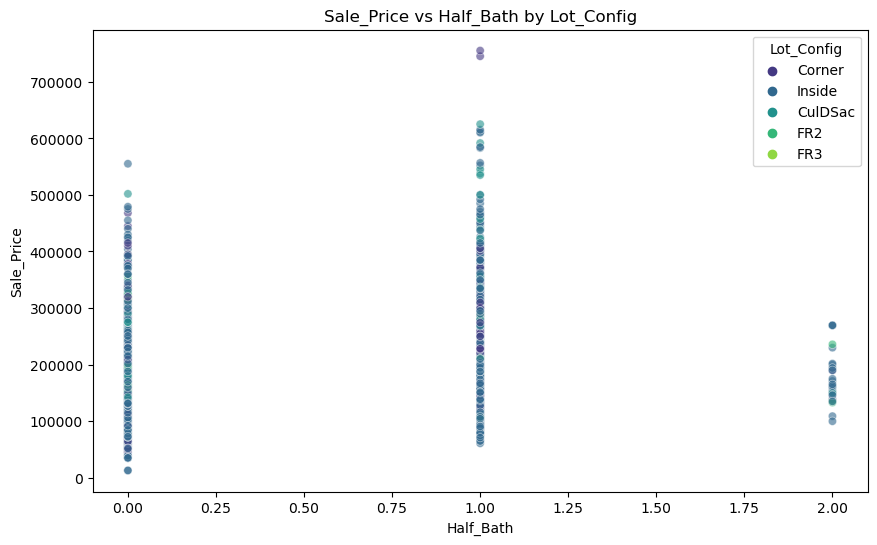 Sale_Price vs Half_Bath by Lot_Config
Lot_Config
Corner
Inside
CulDSac
FR2
FR3
Sale_Price
700000
600000
500000
400000
300000
200000
100000
0
0.00 0.25 0.50 0.75 1.00 1.25 1.50 1.75 2.00
Half_Bath